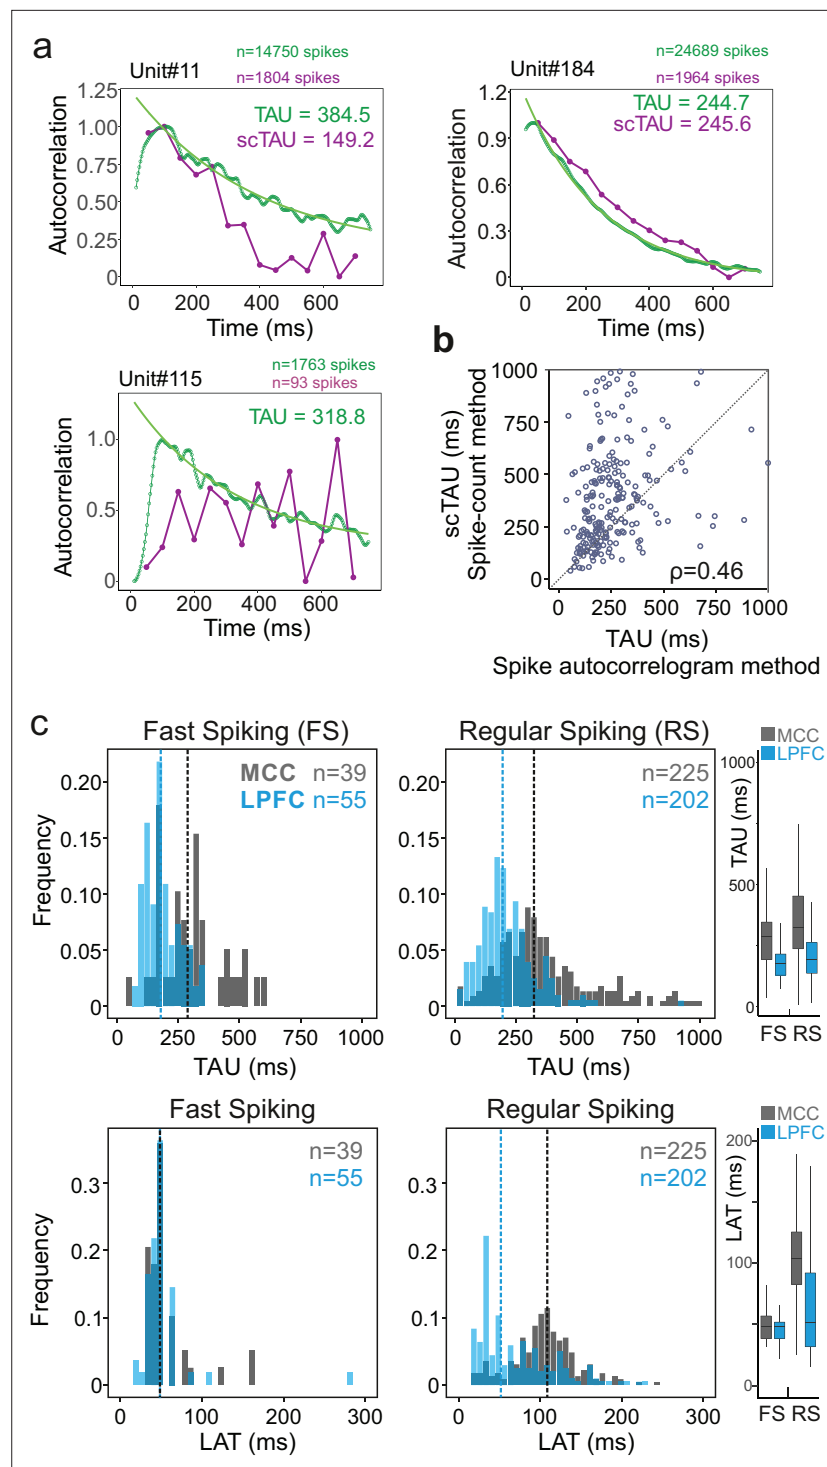 a
n=14750 spikes
Unit#11
n=1804 spikes
TAU = 384.5
scTAU = 149.2
Autocorrelation
1.25
1.00
0.75
0.50
0.25
0
0 200 400 600
Time (ms)
n=24689 spikes
Unit#184
n=1964 spikes
TAU = 244.7
scTAU = 245.6
Autocorrelation
1.2
0.9
0.6
0.3
0
0 200 400 600
Time (ms)
n=1763 spikes
Unit#115
n=93 spikes
TAU = 318.8
Autocorrelation
1.0
0.5
0
0 200 400 600
Time (ms)
b
scTAU (ms)
Spike-count method
1000
750
500
250
0
ρ=0.46
0 250 500 750 1000
TAU (ms)
Spike autocorrelogram method
c
Fast Spiking (FS)
MCC n=39
LPFC n=55
Frequency
0.20
0.15
0.10
0.05
0
0 250 500 750 1000
TAU (ms)
Regular Spiking (RS)
n=225
n=202
0.20
0.15
0.10
0.05
0
0 250 500 750 1000
TAU (ms)
MCC
LPFC
TAU (ms)
1000
500
0
FS RS
Fast Spiking
n=39
n=55
Frequency
0.3
0.2
0.1
0
0 100 200 300
LAT (ms)
Regular Spiking
n=225
n=202
0.3
0.2
0.1
0
0 100 200 300
LAT (ms)
MCC
LPFC
LAT (ms)
200
100
0
FS RS